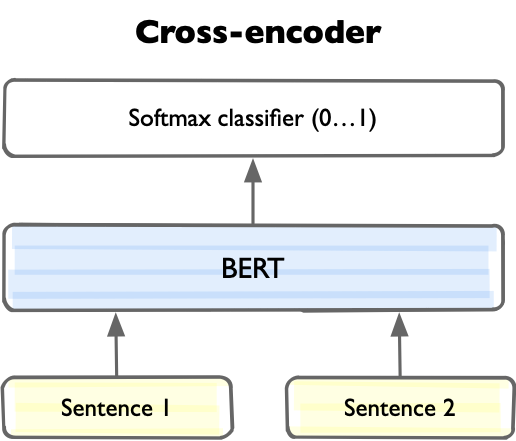 Cross-encoder
Softmax classifier (0…1)
BERT
Sentence 1
Sentence 2